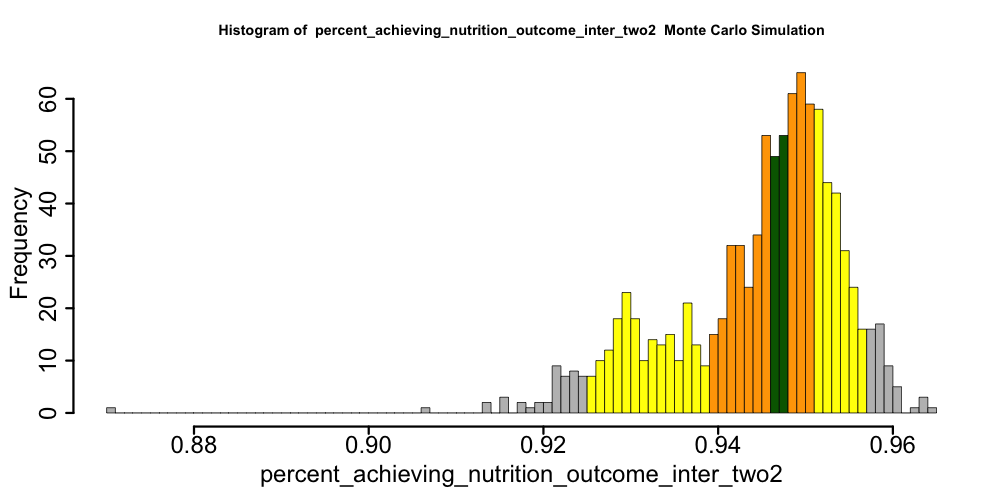 Histogram of  percent_achieving_nutrition_outcome_inter_two2  Monte Carlo Simulation
Frequency
60
50
40
30
20
10
0
0.88 0.90 0.92 0.94 0.96
percent_achieving_nutrition_outcome_inter_two2